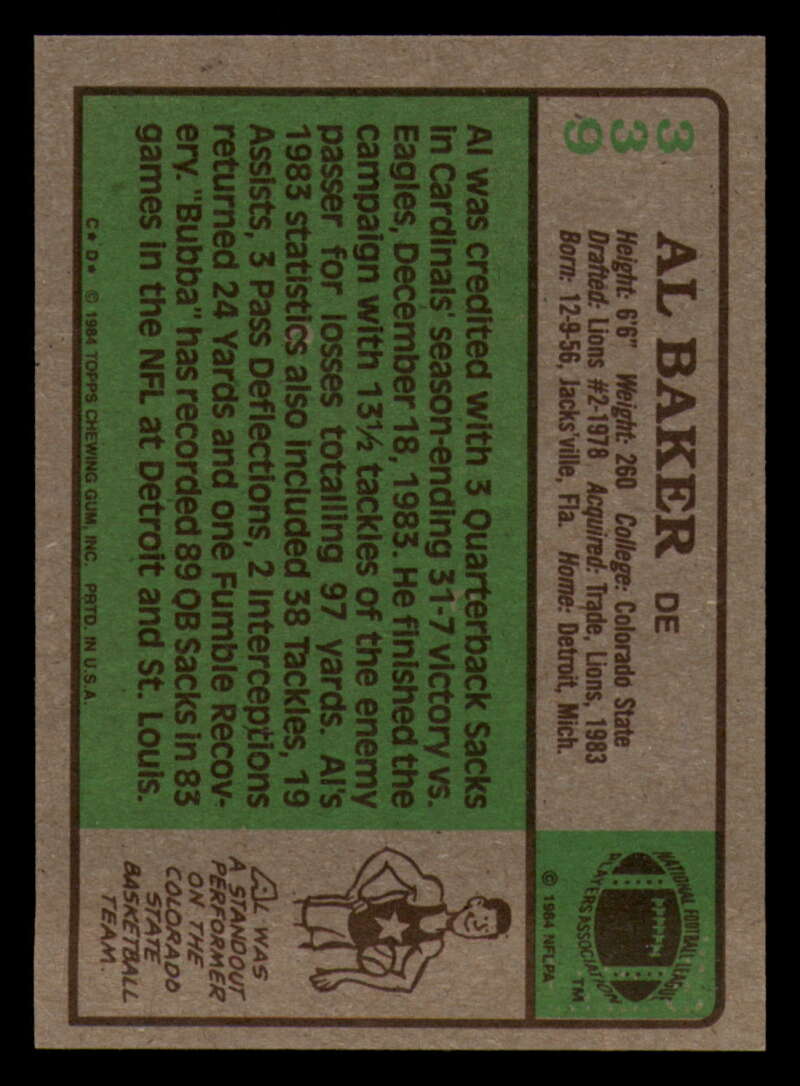 339
AL BAKER DE
Height: 6'6" Weight: 260 College: Colorado State
Drafted: Lions #2-1978 Acquired: Trade, Lions, 1983
Born: 12-9-56, Jacks'ville, Fla. Home: Detroit, Mich.
NATIONAL FOOTBALL LEAGUE
PLAYERS ASSOCIATION
TM
© 1984 NFLPA
Al was credited with 3 Quarterback Sacks
in Cardinals' season-ending 31-7 victory vs.
Eagles, December 18, 1983. He finished the
campaign with 13½ tackles of the enemy
passer for losses totalling 97 yards. Al's
1983 statistics also included 38 Tackles, 19
Assists, 3 Pass Deflections, 2 Interceptions
returned 24 Yards and one Fumble Recov-
ery. "Bubba" has recorded 89 QB Sacks in 83
games in the NFL at Detroit and St. Louis.
AL WAS
A STANDOUT
PERFORMER
ON THE
COLORADO
STATE
BASKETBALL
TEAM.
C* D* © 1984 TOPPS CHEWING GUM, INC. PRTD. IN U.S.A.